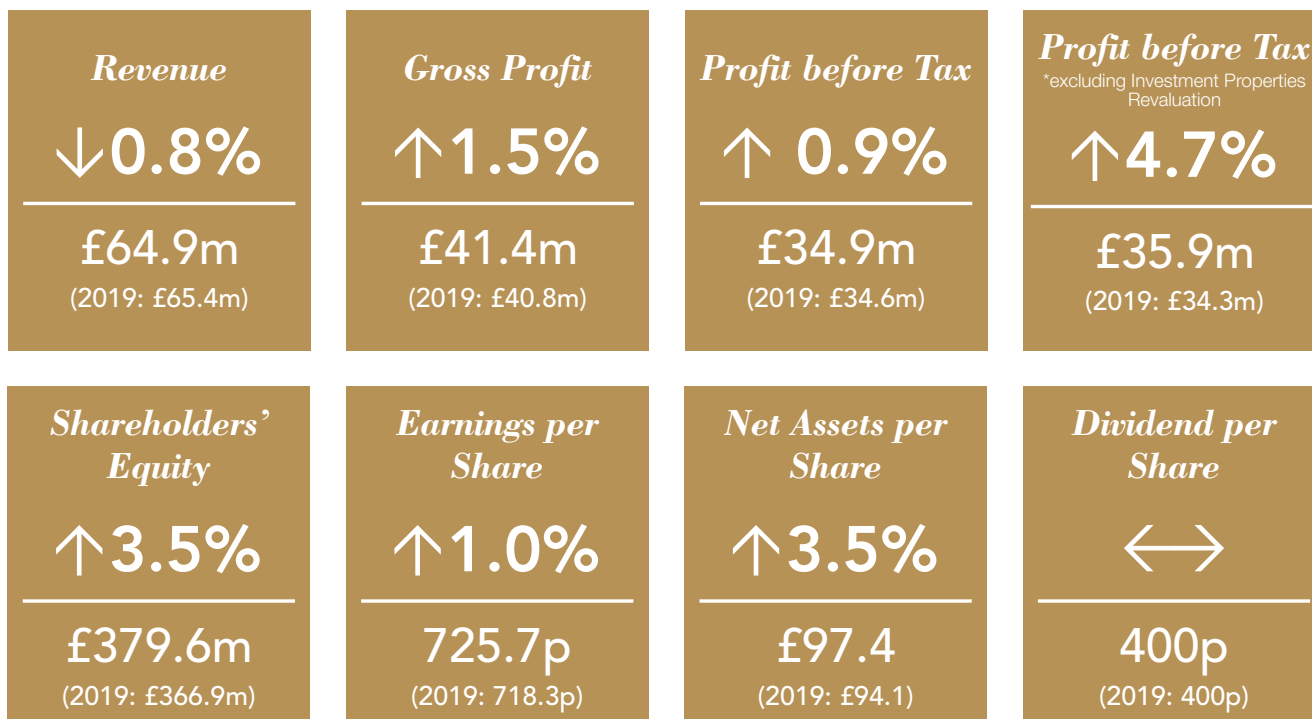 Revenue
↓0.8%
£64.9m
(2019: £65.4m)
Gross Profit
↑1.5%
£41.4m
(2019: £40.8m)
Profit before Tax
↑ 0.9%
£34.9m
(2019: £34.6m)
Profit before Tax
*excluding Investment Properties
Revaluation
↑4.7%
£35.9m
(2019: £34.3m)
Shareholders’
Equity
↑3.5%
£379.6m
(2019: £366.9m)
Earnings per
Share
↑1.0%
725.7p
(2019: 718.3p)
Net Assets per
Share
↑3.5%
£97.4
(2019: £94.1)
Dividend per
Share
↔
400p
(2019: 400p)